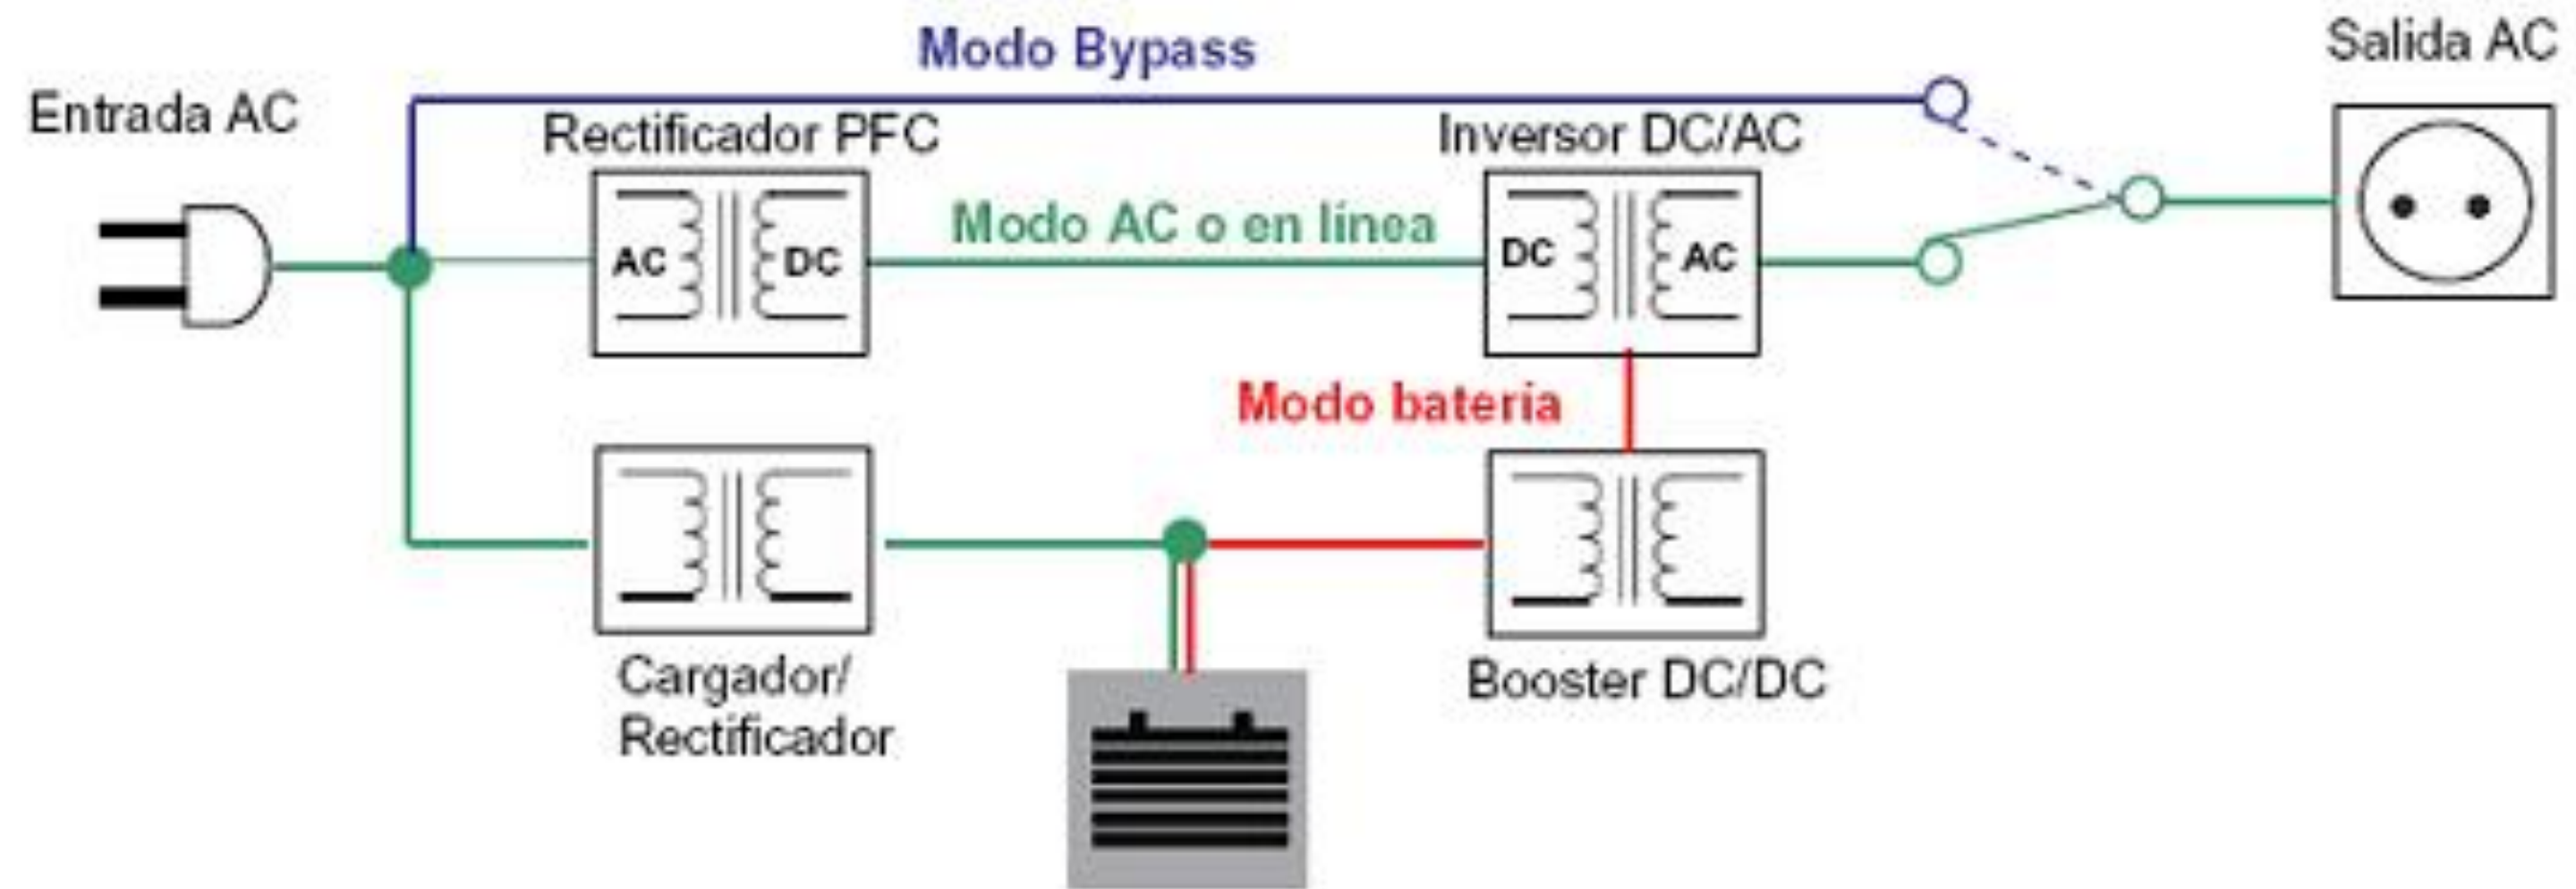 Modo Bypass
Salida AC
Entrada AC
Rectificador PFC
Inversor DC/AC
Modo AC o en línea
AC
DC
DC
AC
Modo bateria
Cargador/
Rectificador
Booster DC/DC